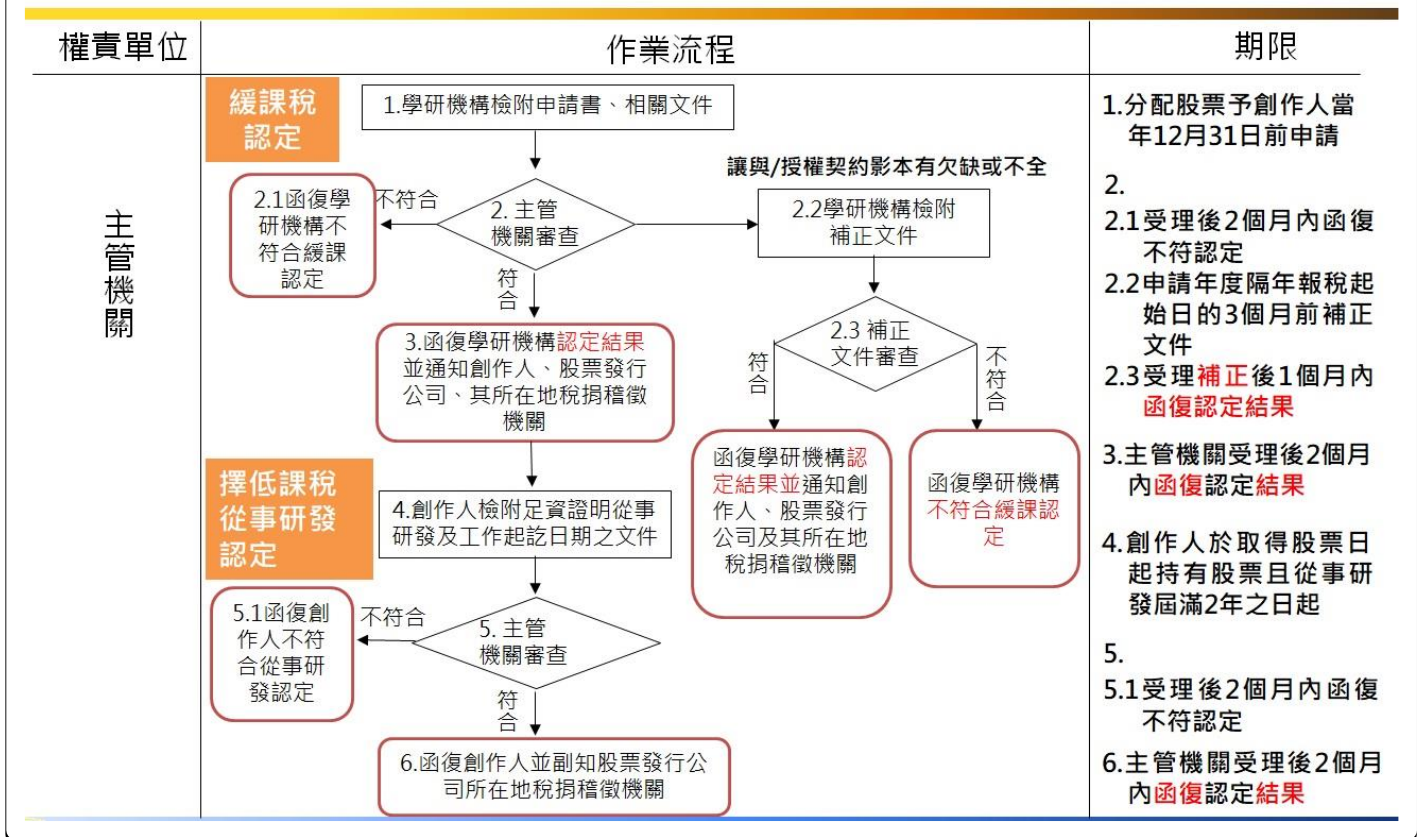 權責單位
作業流程
期限
主管機關
緩課稅
認定
1.學研機構檢附申請書、相關文件
2. 主管
機關審查
不符合
2.1函復學
研機構不
符合緩課
認定
讓與/授權契約影本有欠缺或不全
2.2學研機構檢附
補正文件
符合
2.3 補正
文件審查
符合
不符合
3.函復學研機構認定結果
並通知創作人、股票發行
公司、其所在地稅捐稽徵
機關
函復學研機構認
定結果並通知創
作人、股票發行
公司及其所在地
稅捐稽徵機關
函復學研機構
不符合緩課認
定
擇低課稅
從事研發
認定
4.創作人檢附足資證明從事
研發及工作起訖日期之文件
5. 主管
機關審查
不符合
5.1函復創
作人不符
合從事研
發認定
符合
6.函復創作人並副知股票發行公
司所在地稅捐稽徵機關
1.分配股票予創作人當
年12月31日前申請
2.
2.1受理後2個月內函復
不符認定
2.2申請年度隔年報稅起
始日的3個月前補正
文件
2.3受理補正後1個月內
函復認定結果
3.主管機關受理後2個月
內函復認定結果
4.創作人於取得股票日
起持有股票且從事研
發屆滿2年之日起
5.
5.1受理後2個月內函復
不符認定
6.主管機關受理後2個月
內函復認定結果